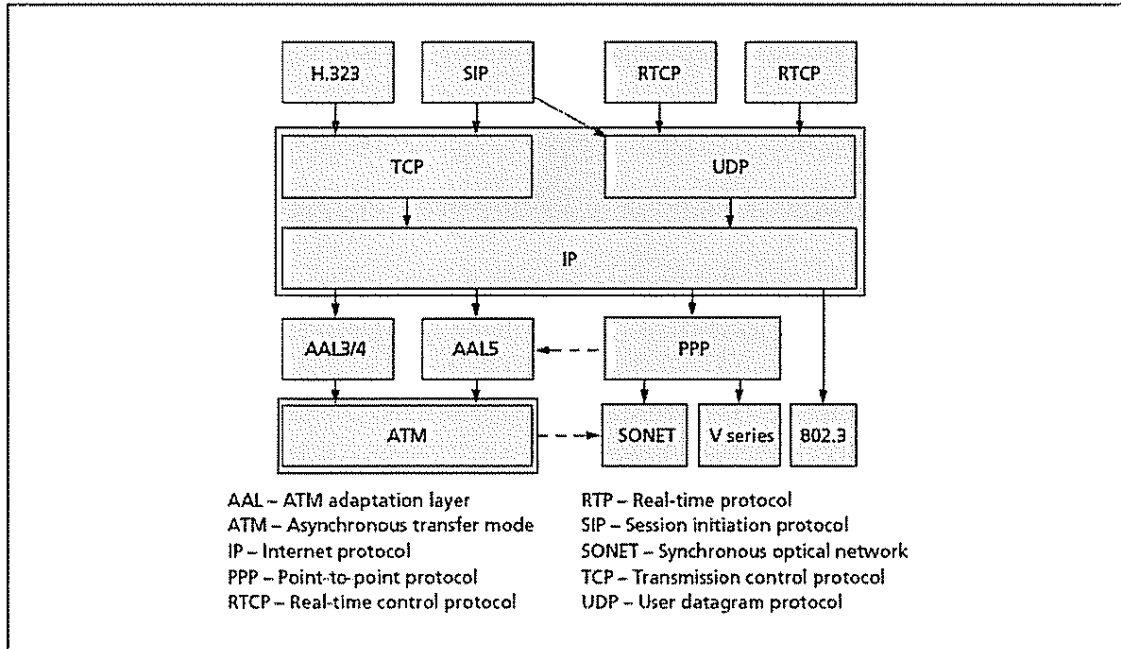 H.323 SIP RTCP RTCP
TCP UDP
IP
AAL3/4 AAL5 PPP
ATM SONET V series 802.3
AAL – ATM adaptation layer
ATM – Asynchronous transfer mode
IP – Internet protocol
PPP – Point-to-point protocol
RTCP – Real-time control protocol
RTP – Real-time protocol
SIP – Session initiation protocol
SONET – Synchronous optical network
TCP – Transmission control protocol
UDP – User datagram protocol